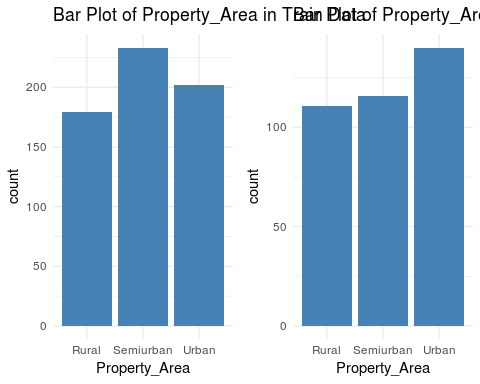 Bar Plot of Property_Area in Train Data
Bar Plot of Property_Are
count
200
150
100
50
0
Rural Semiurban Urban
Property_Area
count
100
50
0
Rural Semiurban Urban
Property_Area